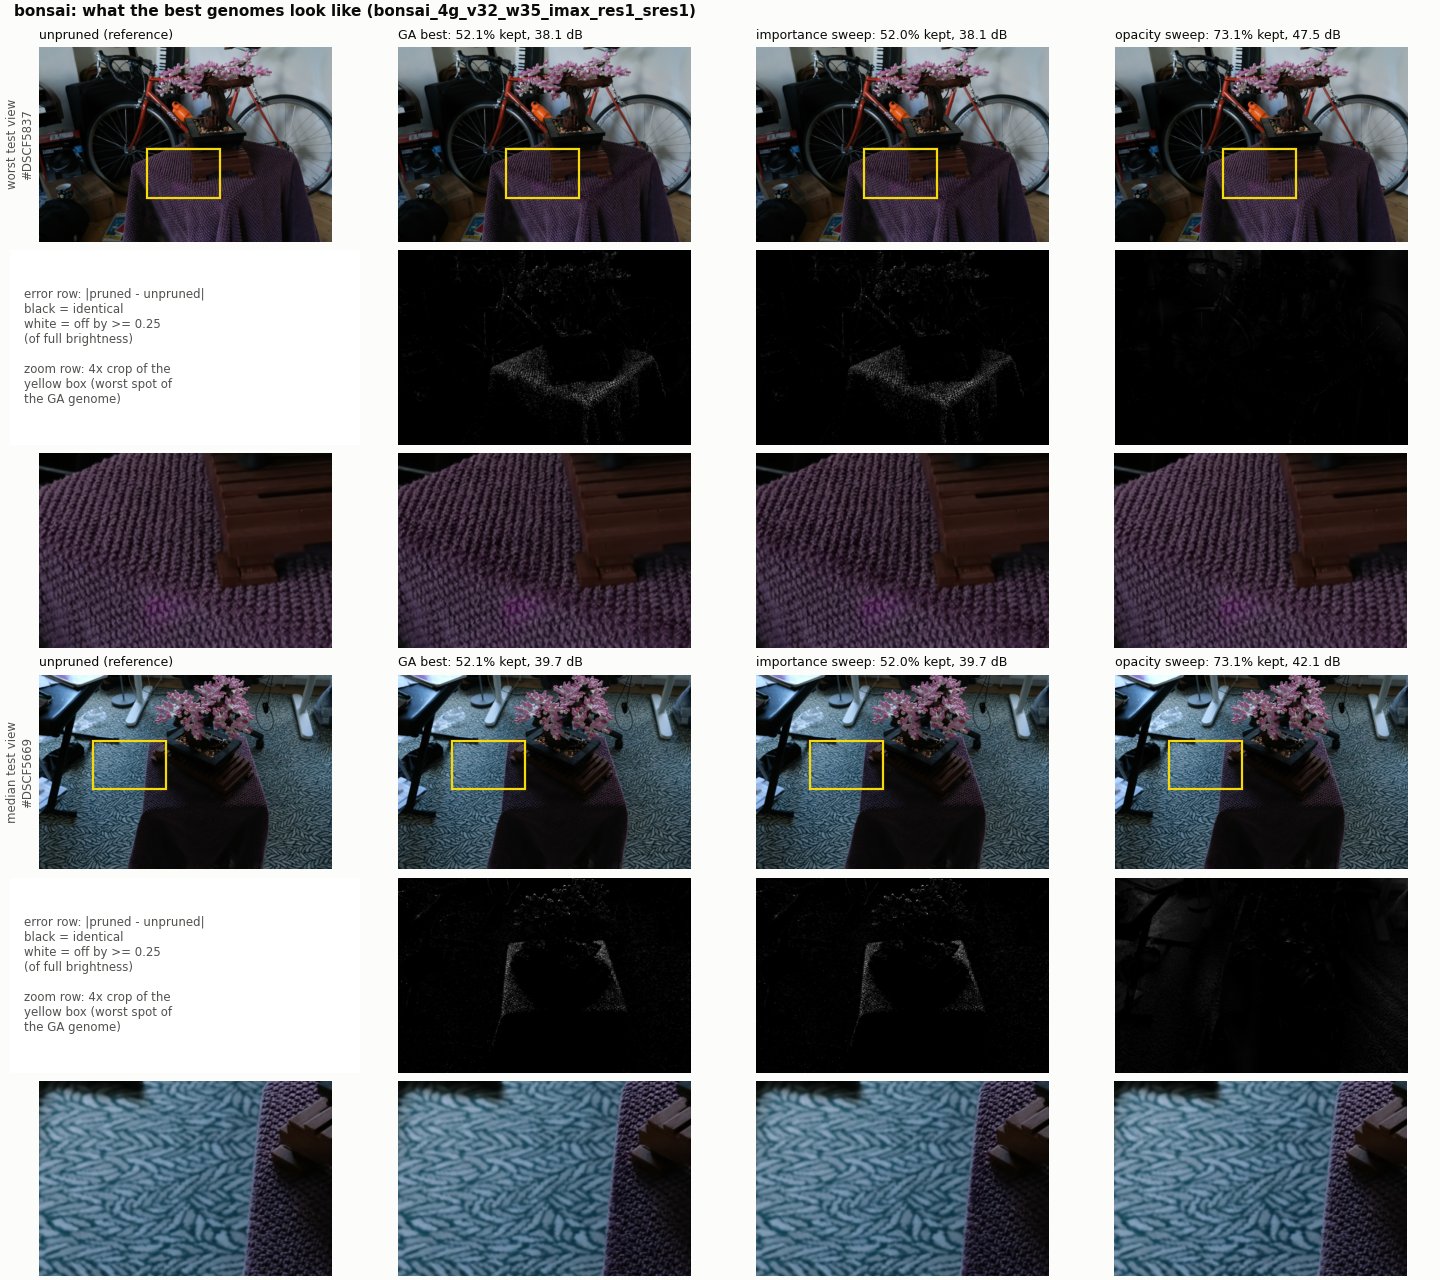 bonsai: what the best genomes look like (bonsai_4g_v32_w35_imax_res1_sres1)
unpruned (reference)
GA best: 52.1% kept, 38.1 dB
importance sweep: 52.0% kept, 38.1 dB
opacity sweep: 73.1% kept, 47.5 dB
worst test view
#DSCF5837
error row: |pruned - unpruned|
black = identical
white = off by >= 0.25
(of full brightness)
zoom row: 4x crop of the
yellow box (worst spot of
the GA genome)
unpruned (reference)
GA best: 52.1% kept, 39.7 dB
importance sweep: 52.0% kept, 39.7 dB
opacity sweep: 73.1% kept, 42.1 dB
median test view
#DSCF5669
error row: |pruned - unpruned|
black = identical
white = off by >= 0.25
(of full brightness)
zoom row: 4x crop of the
yellow box (worst spot of
the GA genome)